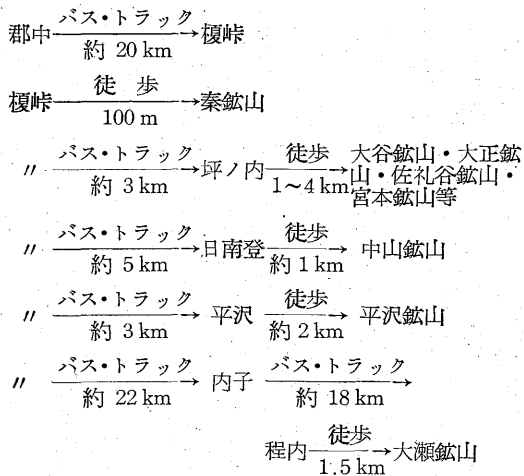 バス・トラック
郡中→榎峠
約 20 km
徒 歩
榎峠→秦鉱山
100 m
バス・トラック 徒歩 大谷鉱山・大正鉱
〃→坪ノ内→山・佐礼谷鉱山・
約 3 km 1~4 km 宮本鉱山等
バス・トラック 徒歩
〃→日南登→中山鉱山
約 5 km 約 1 km
バス・トラック 徒歩
〃→平沢→平沢鉱山
約 3 km 約 2 km
バス・トラック バス・トラック
〃→内子→
約 22 km 約 18 km
徒歩
程内→大瀬鉱山
1.5 km